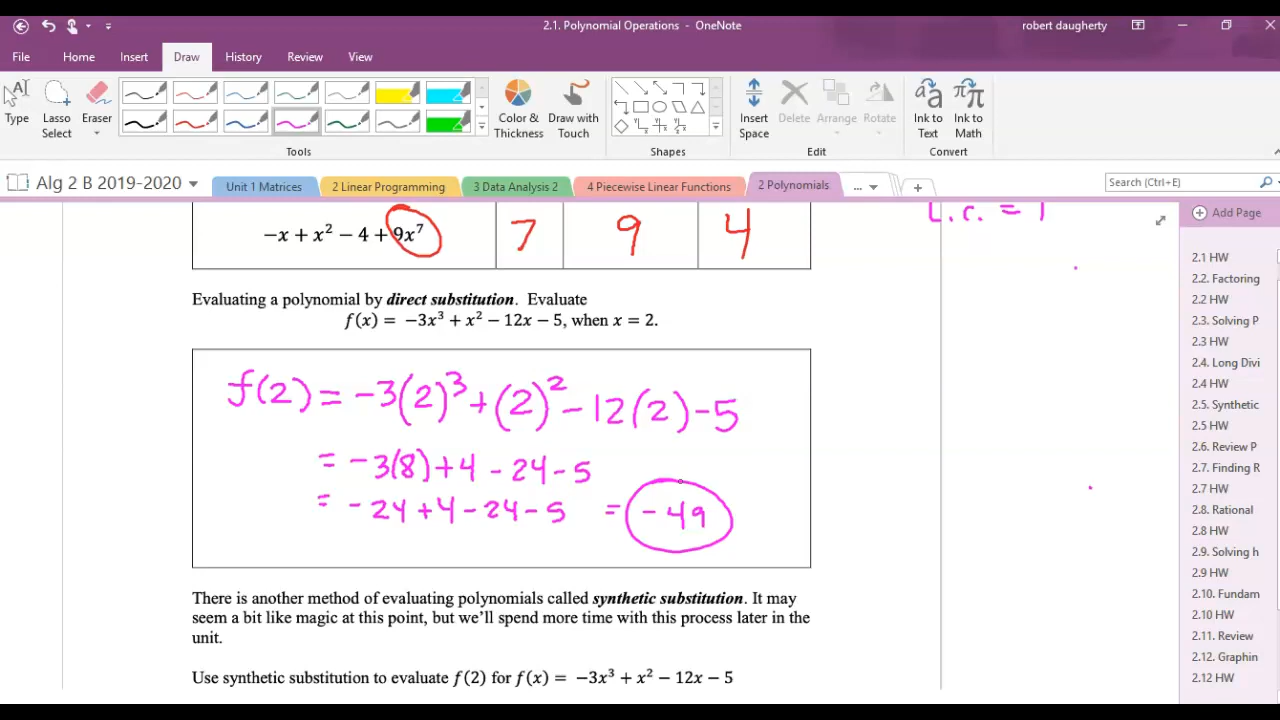 2.1. Polynomial Operations - OneNote
robert daugherty
File Home Insert Draw History Review View
Type
Lasso Select
Eraser
Color & Thickness
Draw with Touch
Insert Space
Delete
Arrange
Rotate
Ink to Text
Ink to Math
Tools
Shapes
Edit
Convert
Alg 2 B 2019-2020
Unit 1 Matrices
2 Linear Programming
3 Data Analysis 2
4 Piecewise Linear Functions
2 Polynomials
...
Search (Ctrl+E)
−x + x² − 4 + 9x⁷ 7 9 4
Evaluating a polynomial by direct substitution. Evaluate
f(x) = −3x³ + x² − 12x − 5, when x = 2.
f(2) = -3(2)³ + (2)² - 12(2) - 5
= -3(8) + 4 - 24 - 5
= -24 + 4 - 24 - 5 = -49
There is another method of evaluating polynomials called synthetic substitution. It may
seem a bit like magic at this point, but we'll spend more time with this process later in the
unit.
Use synthetic substitution to evaluate f(2) for f(x) = −3x³ + x² − 12x − 5
Add Page
2.1 HW
2.2. Factoring
2.2 HW
2.3. Solving P
2.3 HW
2.4. Long Divi
2.4 HW
2.5. Synthetic
2.5 HW
2.6. Review P
2.7. Finding R
2.7 HW
2.8. Rational
2.8 HW
2.9. Solving h
2.9 HW
2.10. Fundam
2.10 HW
2.11. Review
2.12. Graphin
2.12 HW